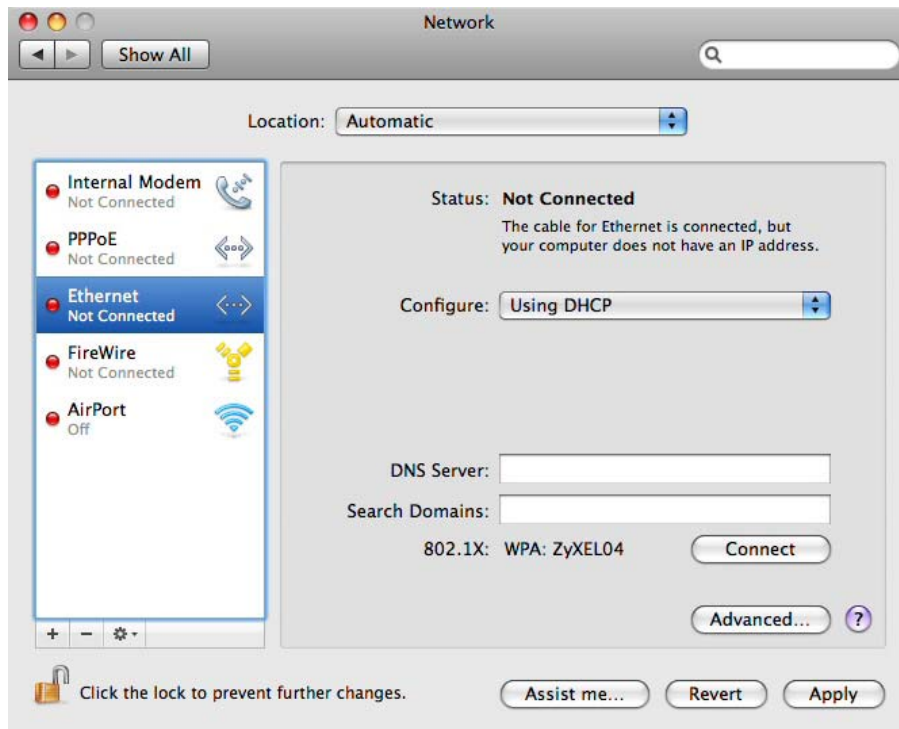 Network
Show All
Location: Automatic
Internal Modem
Not Connected
PPPoE
Not Connected
Ethernet
Not Connected
FireWire
Not Connected
AirPort
Off
Status: Not Connected
The cable for Ethernet is connected, but
your computer does not have an IP address.
Configure: Using DHCP
DNS Server:
Search Domains:
802.1X: WPA: ZyXEL04 Connect
Advanced... ?
Click the lock to prevent further changes.
Assist me... Revert Apply